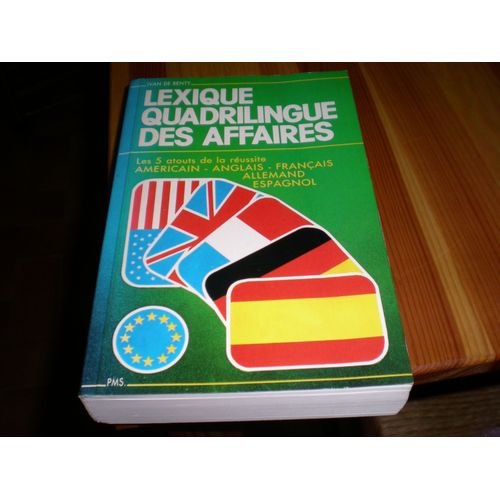 IVAN DE RENTY
LEXIQUE
QUADRILINGUE
DES AFFAIRES
Les 5 atouts de la réussite
AMERICAIN - ANGLAIS - FRANÇAIS
ALLEMAND
ESPAGNOL
PMS